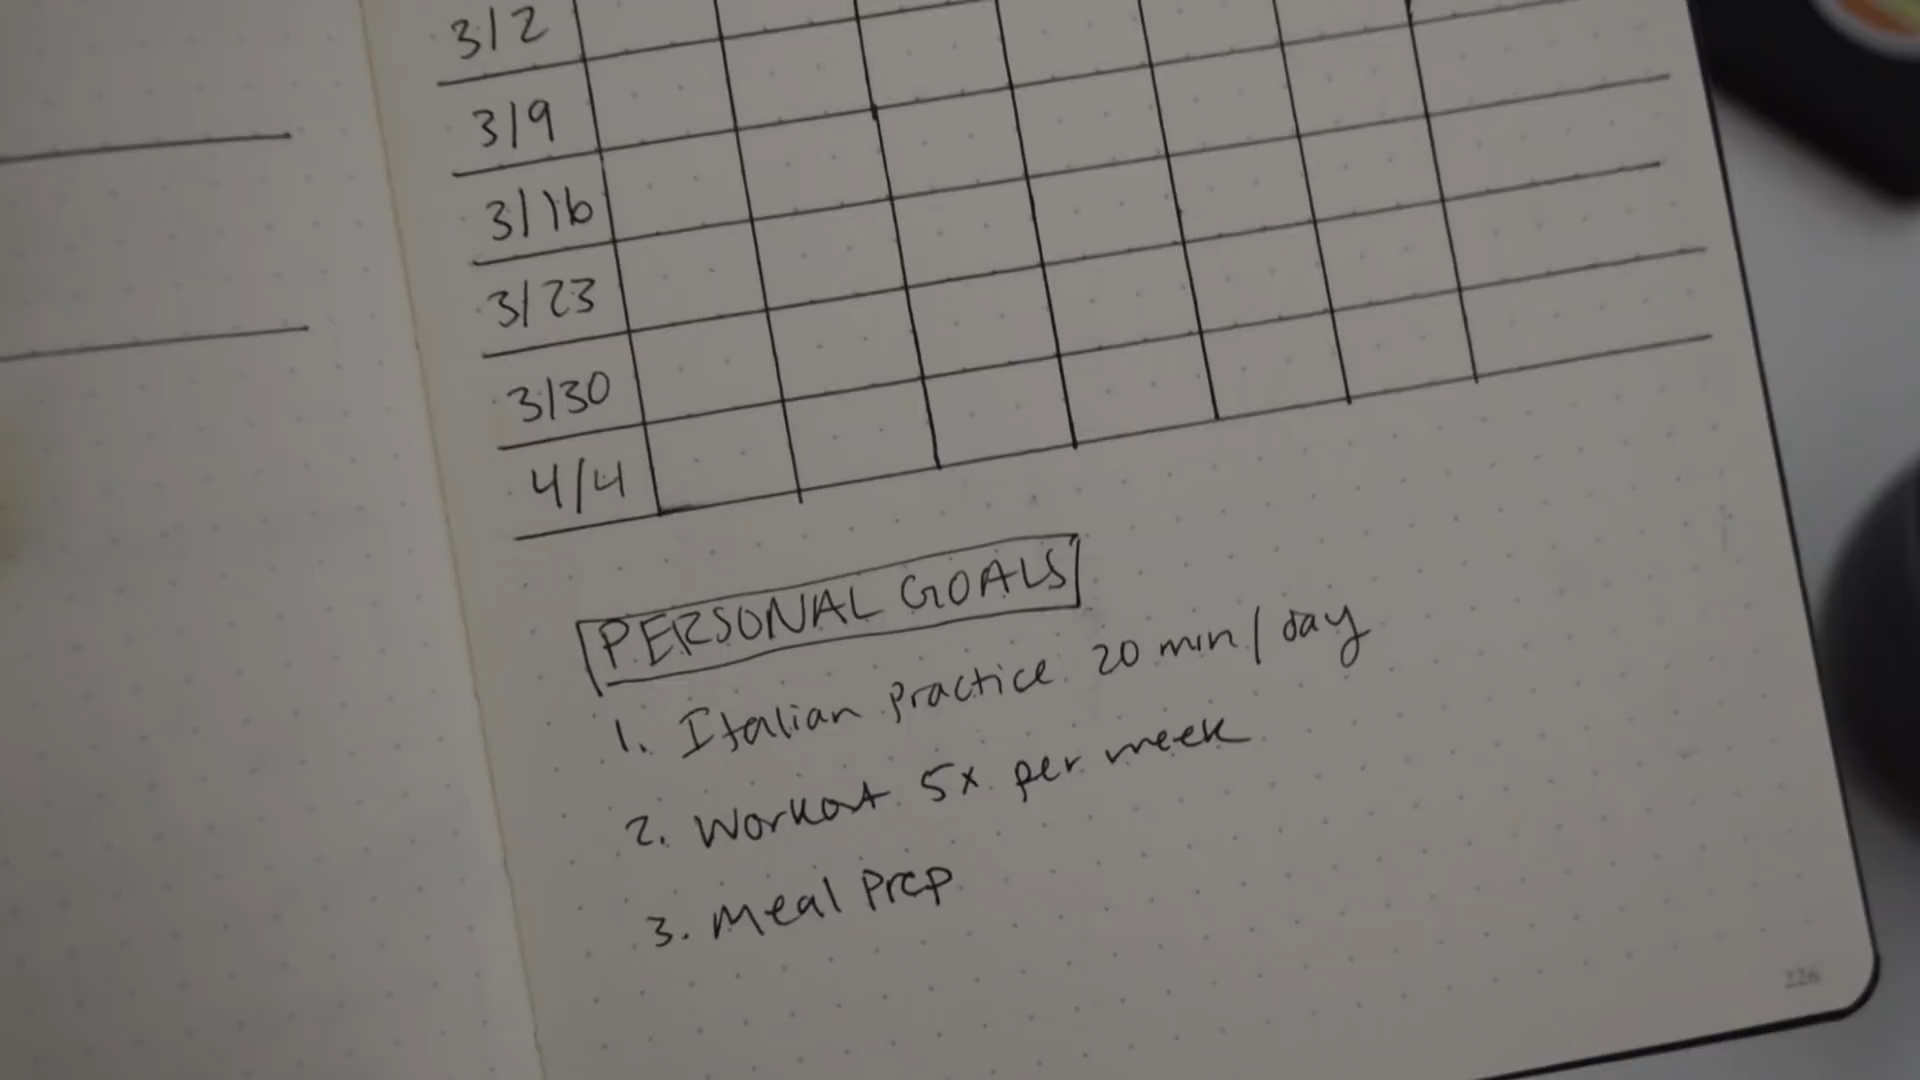 3/2
3/9
3/16
3/23
3/30
4/4
PERSONAL GOALS
1. Italian Practice 20 min/day
2. Workout 5x per week
3. Meal Prep
226